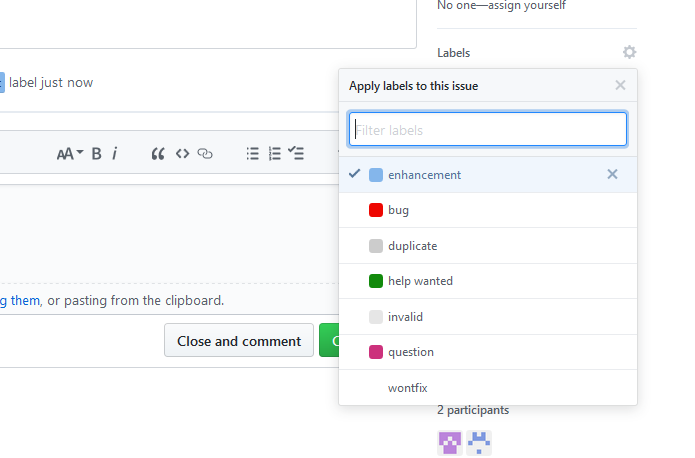 No one—assign yourself
Labels
label just now
Apply labels to this issue
Filter labels
AA B i
enhancement
bug
duplicate
help wanted
invalid
question
wontfix
g them, or pasting from the clipboard.
Close and comment
2 participants